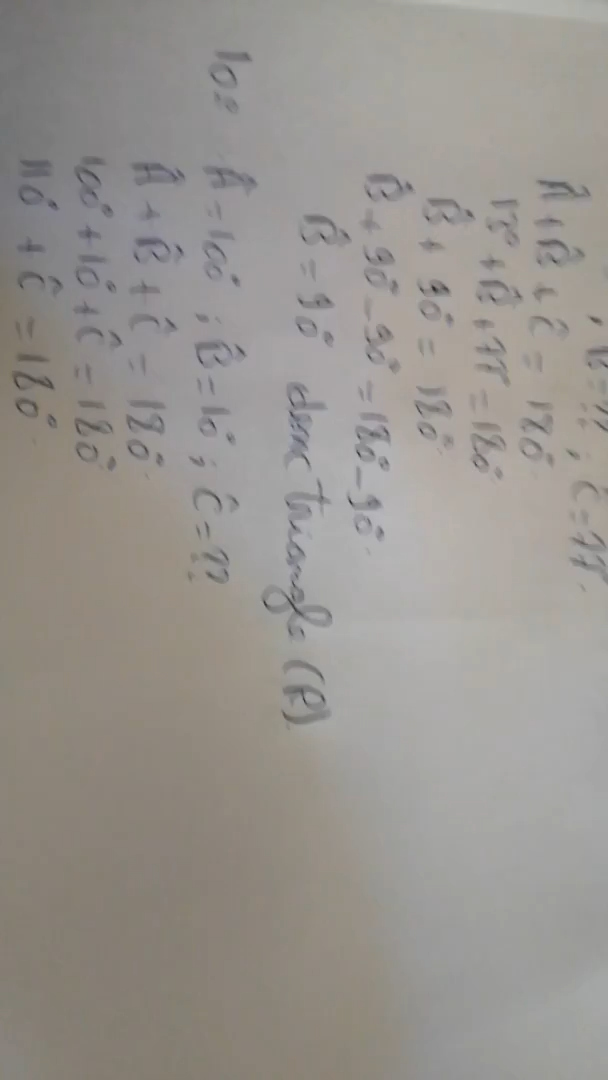 ; B̂=?? ; Ĉ=77.
Â+B̂+Ĉ = 180°.
13° + B̂+77=180°
B̂ + 90° = 180°.
B̂+90°-90°=180°-90°.
B̂ = 90° donc triangle (R).
10=
Â=100° ; B̂=10° ; Ĉ=??
Â+B̂+Ĉ = 180°.
100°+10°+Ĉ=180°.
110°+Ĉ=180°.